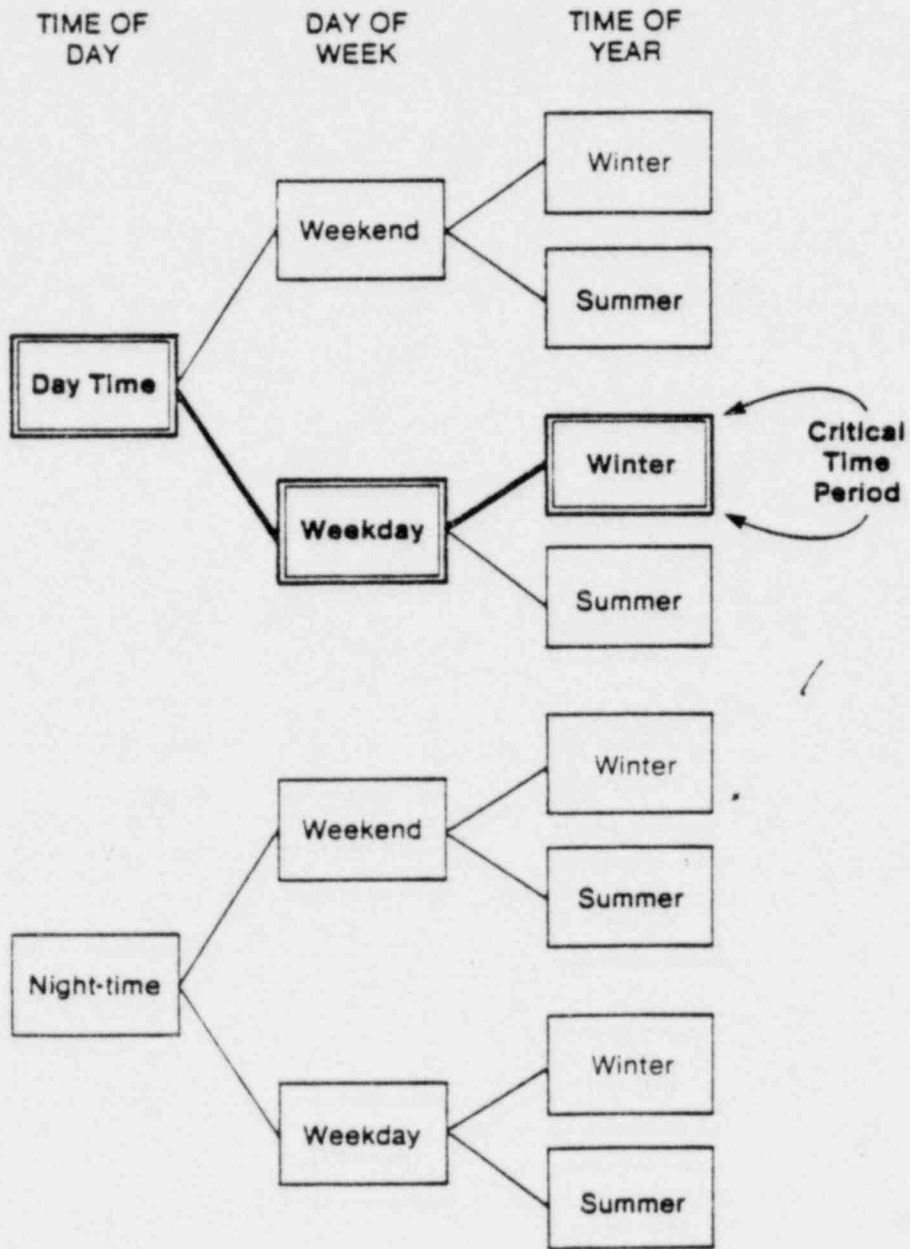 TIME OF
DAY
DAY OF
WEEK
TIME OF
YEAR
Winter
Weekend
Summer
Day Time
Winter
Critical
Time
Period
Weekday
Summer
Winter
Weekend
Summer
Night-time
Winter
Weekday
Summer